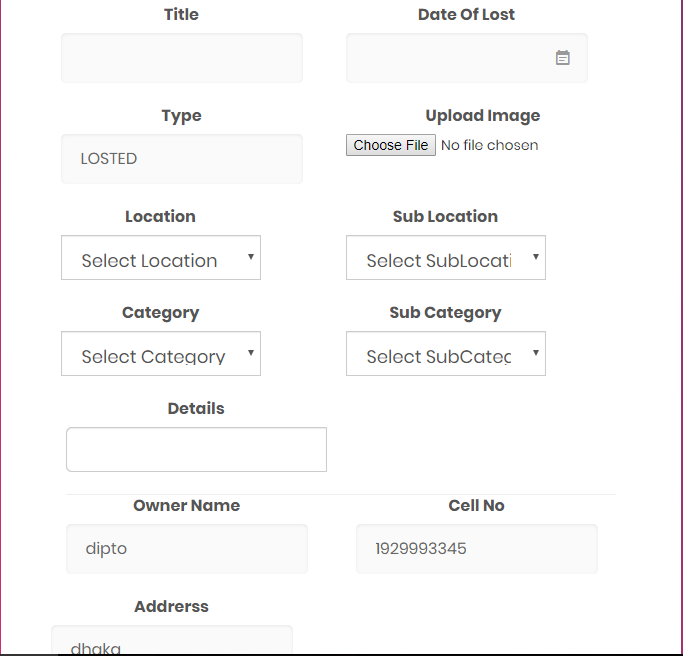 Title Date Of Lost
Type Upload Image
LOSTED Choose File No file chosen
Location Sub Location
Select Location Select SubLocati
Category Sub Category
Select Category Select SubCateg
Details
Owner Name Cell No
dipto 1929993345
Addrerss
dhaka